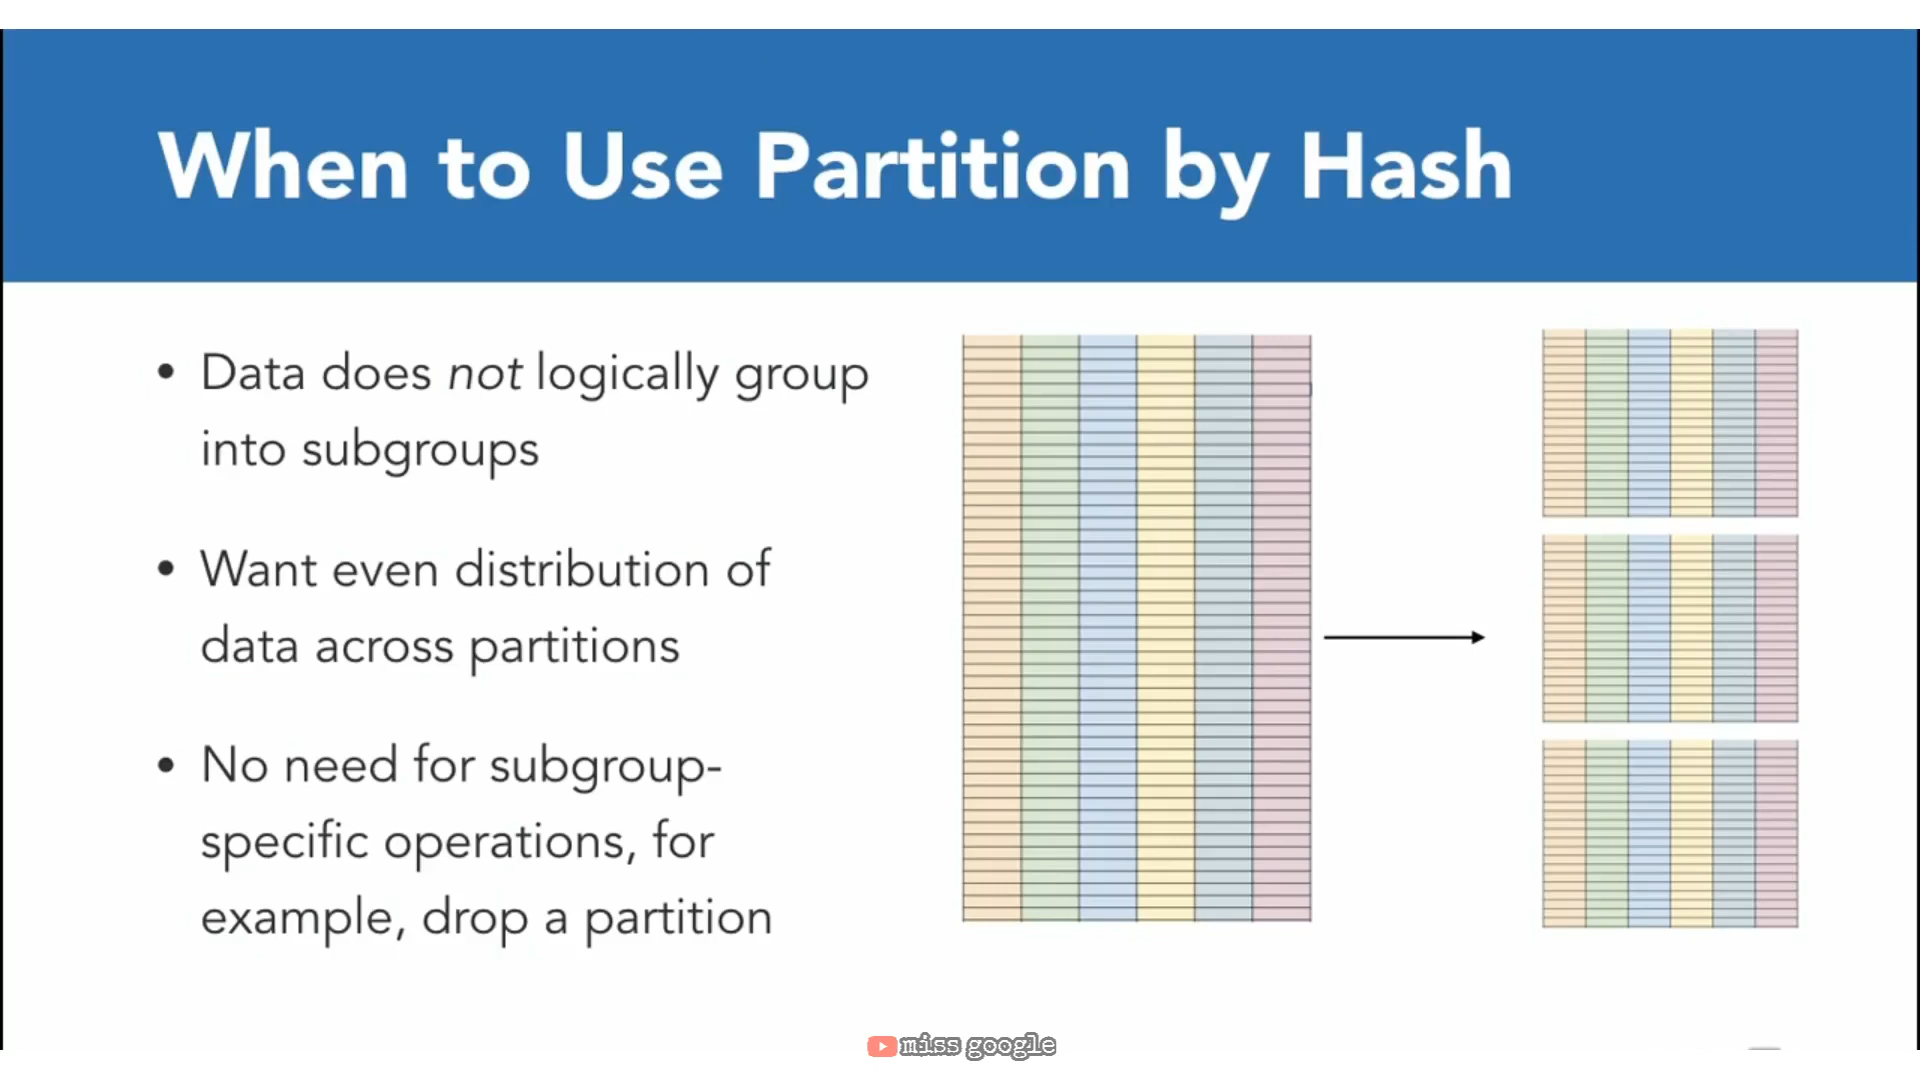 When to Use Partition by Hash
• Data does not logically group
into subgroups
• Want even distribution of
data across partitions
• No need for subgroup-
specific operations, for
example, drop a partition
miss google